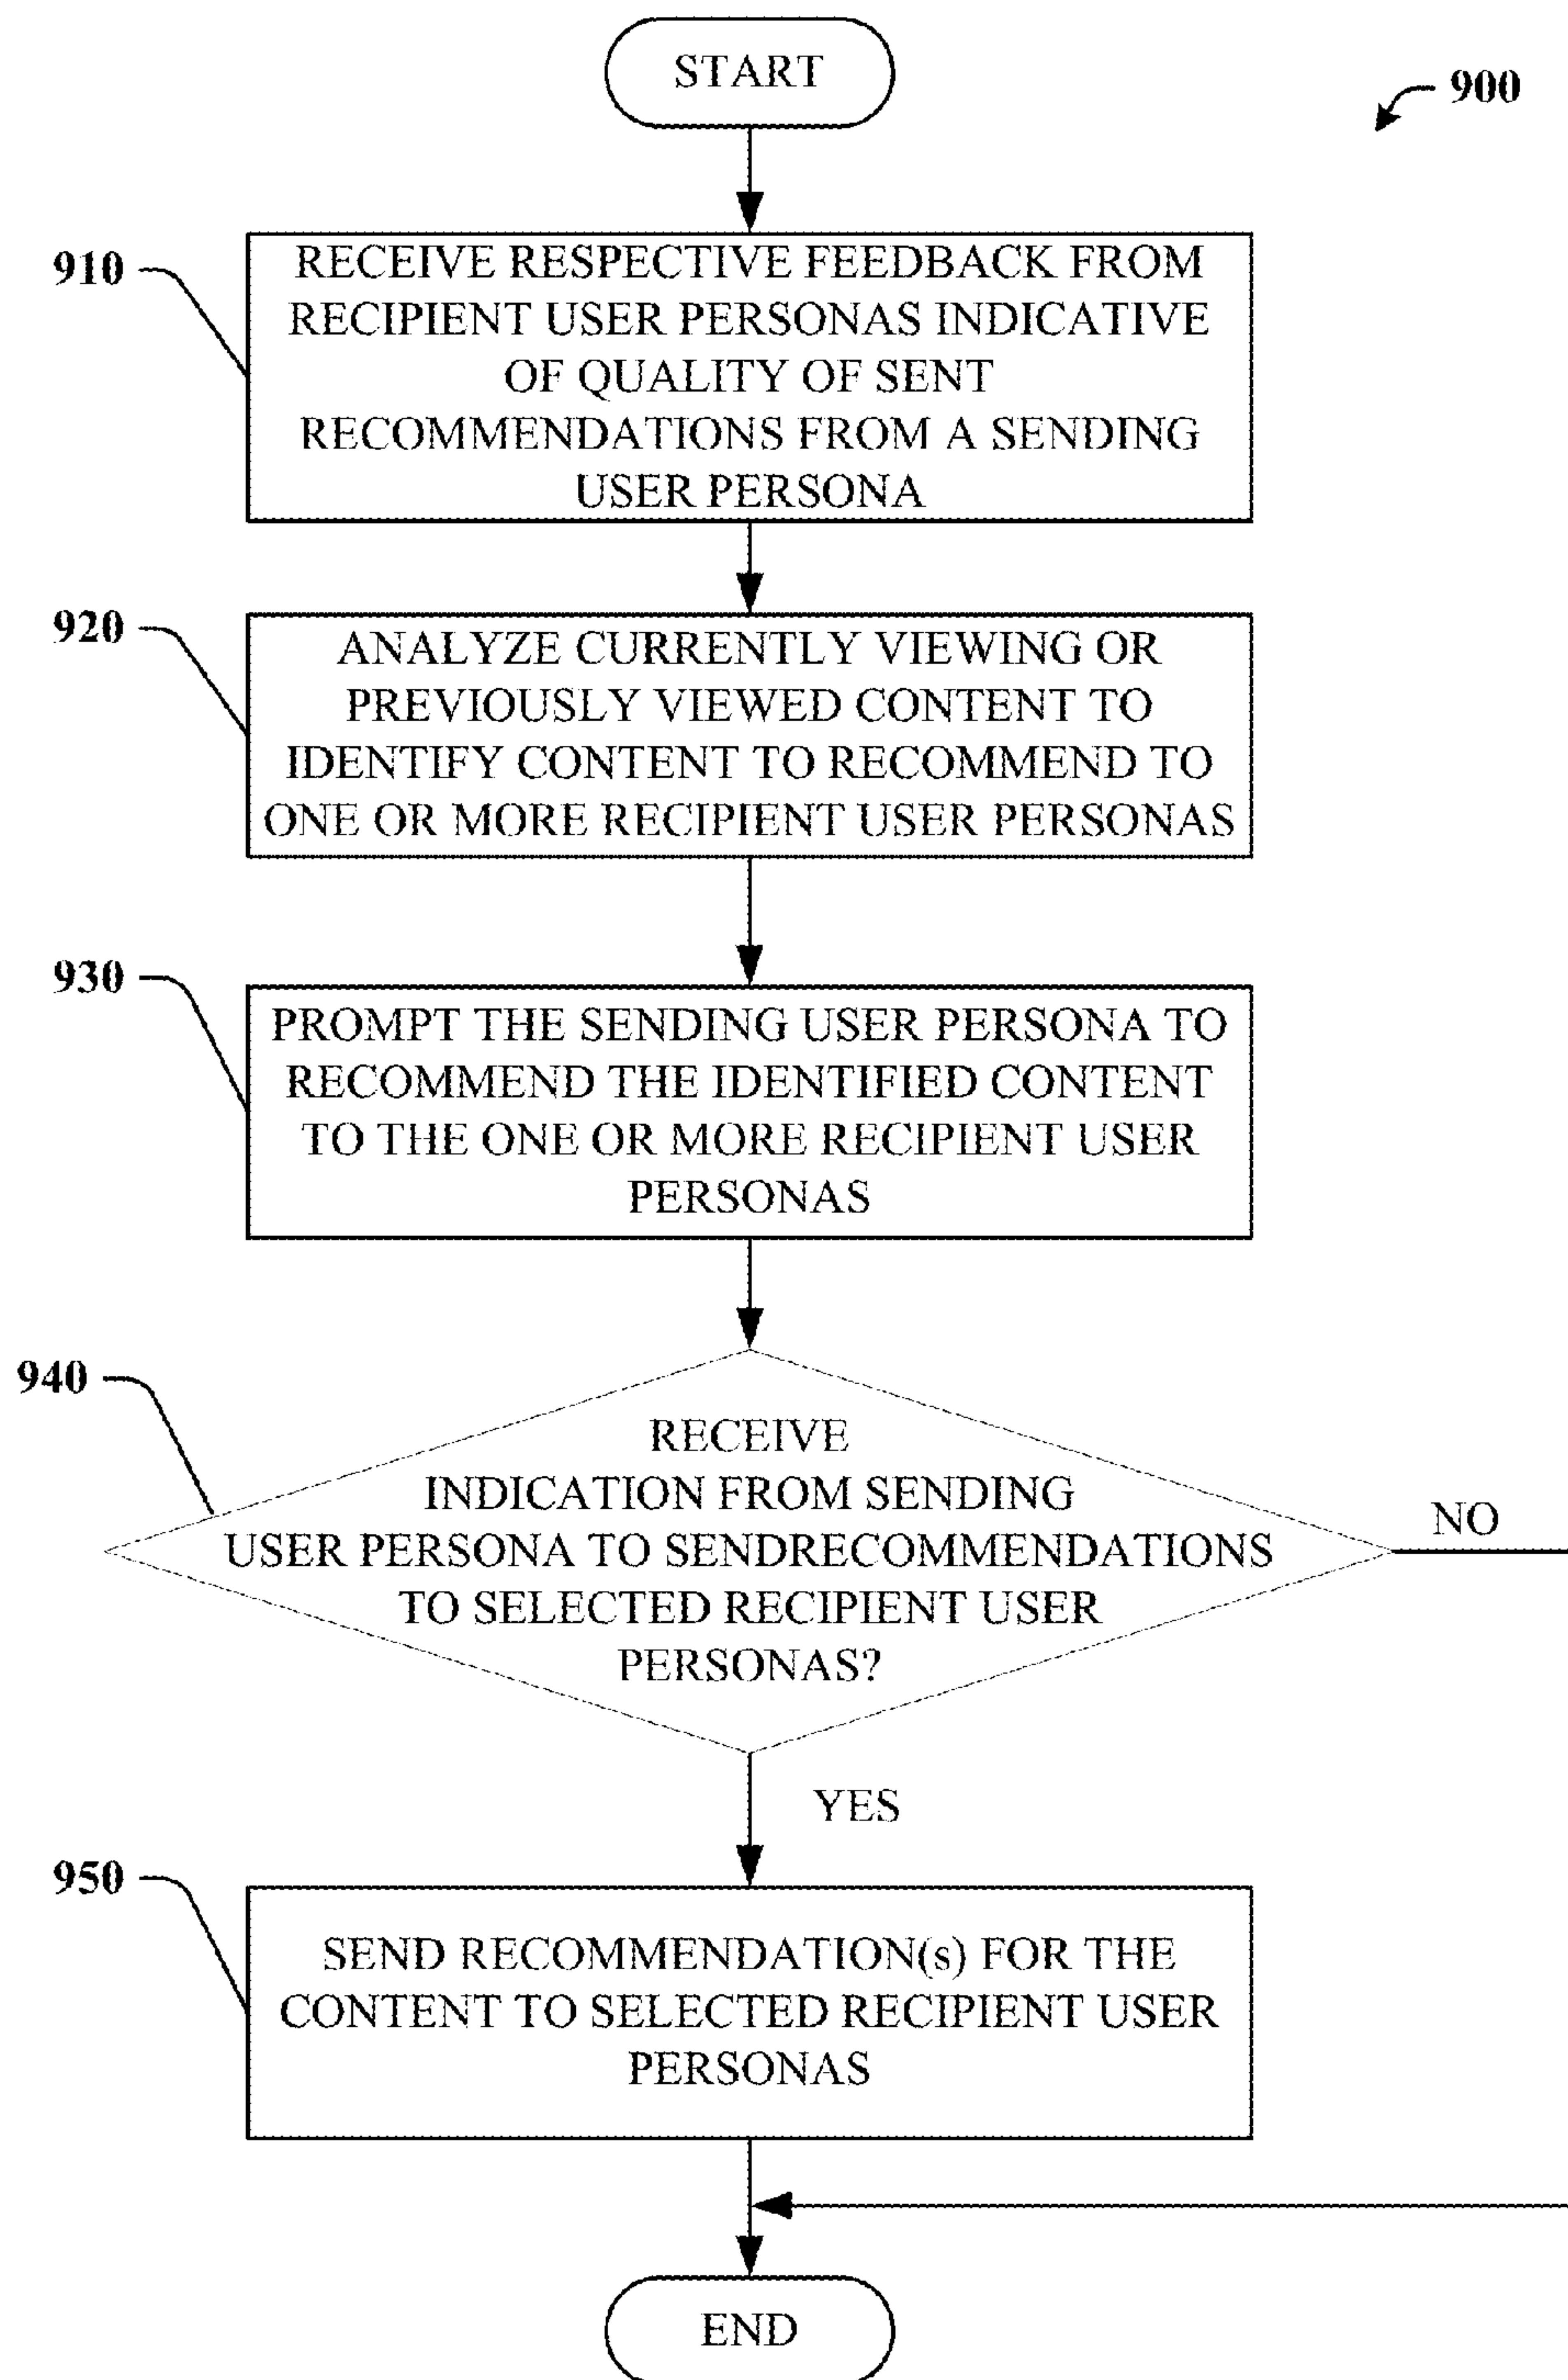 START
900
910
RECEIVE RESPECTIVE FEEDBACK FROM
RECIPIENT USER PERSONAS INDICATIVE
OF QUALITY OF SENT
RECOMMENDATIONS FROM A SENDING
USER PERSONA
920
ANALYZE CURRENTLY VIEWING OR
PREVIOUSLY VIEWED CONTENT TO
IDENTIFY CONTENT TO RECOMMEND TO
ONE OR MORE RECIPIENT USER PERSONAS
930
PROMPT THE SENDING USER PERSONA TO
RECOMMEND THE IDENTIFIED CONTENT
TO THE ONE OR MORE RECIPIENT USER
PERSONAS
940
RECEIVE
INDICATION FROM SENDING
USER PERSONA TO SENDRECOMMENDATIONS
TO SELECTED RECIPIENT USER
PERSONAS?
NO
YES
950
SEND RECOMMENDATION(s) FOR THE
CONTENT TO SELECTED RECIPIENT USER
PERSONAS
END